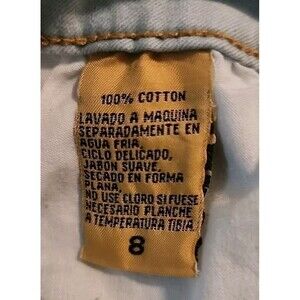 100% COTTON
LAVADO A MAQUINA
SEPARADAMENTE EN
AGUA FRIA,
CICLO DELICADO,
JABON SUAVE
SECADO EN FORMA
PLANA,
NO USE CLORO SI FUESE
NECESARIO PLANCHE
A TEMPERATURA TIBIA.
8